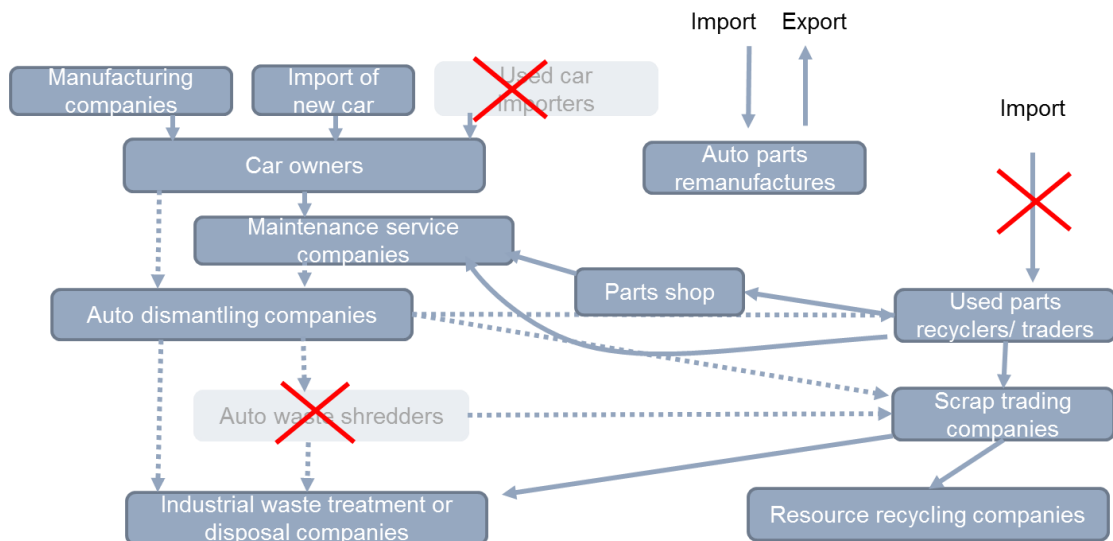 Import
Export
Manufacturing
companies
Import of
new car
Used car
importers
Import
Auto parts
remanufactures
Car owners
Maintenance service
companies
Parts shop
Auto dismantling companies
Used parts
recyclers/ traders
Auto waste shredders
Scrap trading
companies
Industrial waste treatment or
disposal companies
Resource recycling companies